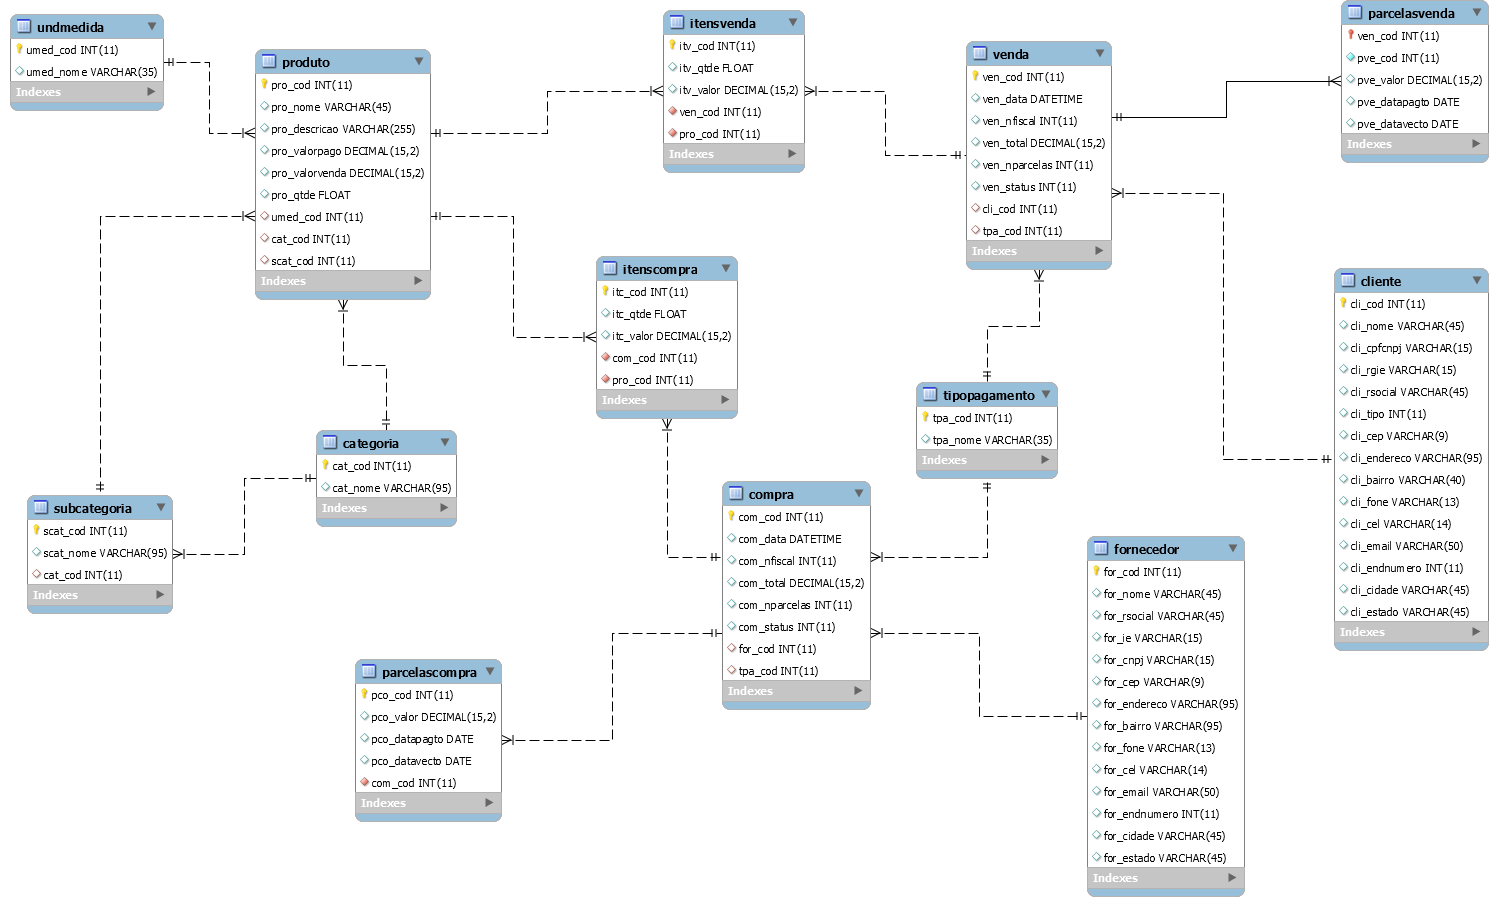 undmedida
umed_cod INT(11)
umed_nome VARCHAR(35)
Indexes
produto
pro_cod INT(11)
pro_nome VARCHAR(45)
pro_descricao VARCHAR(255)
pro_valorpago DECIMAL(15,2)
pro_valorvenda DECIMAL(15,2)
pro_qtde FLOAT
umed_cod INT(11)
cat_cod INT(11)
scat_cod INT(11)
Indexes
itensvenda
itv_cod INT(11)
itv_qtde FLOAT
itv_valor DECIMAL(15,2)
ven_cod INT(11)
pro_cod INT(11)
Indexes
venda
ven_cod INT(11)
ven_data DATETIME
ven_nfiscal INT(11)
ven_total DECIMAL(15,2)
ven_nparcelas INT(11)
ven_status INT(11)
cli_cod INT(11)
tpa_cod INT(11)
Indexes
parcelasvenda
ven_cod INT(11)
pve_cod INT(11)
pve_valor DECIMAL(15,2)
pve_datapagto DATE
pve_datavecto DATE
Indexes
itenscompra
itc_cod INT(11)
itc_qtde FLOAT
itc_valor DECIMAL(15,2)
com_cod INT(11)
pro_cod INT(11)
Indexes
cliente
cli_cod INT(11)
cli_nome VARCHAR(45)
cli_cpfcnpj VARCHAR(15)
cli_rgie VARCHAR(15)
cli_rsocial VARCHAR(45)
cli_tipo INT(11)
cli_cep VARCHAR(9)
cli_endereco VARCHAR(95)
cli_bairro VARCHAR(40)
cli_fone VARCHAR(13)
cli_cel VARCHAR(14)
cli_email VARCHAR(50)
cli_endnumero INT(11)
cli_cidade VARCHAR(45)
cli_estado VARCHAR(45)
Indexes
tipopagamento
tpa_cod INT(11)
tpa_nome VARCHAR(35)
Indexes
categoria
cat_cod INT(11)
cat_nome VARCHAR(95)
Indexes
subcategoria
scat_cod INT(11)
scat_nome VARCHAR(95)
cat_cod INT(11)
Indexes
compra
com_cod INT(11)
com_data DATETIME
com_nfiscal INT(11)
com_total DECIMAL(15,2)
com_nparcelas INT(11)
com_status INT(11)
for_cod INT(11)
tpa_cod INT(11)
Indexes
fornecedor
for_cod INT(11)
for_nome VARCHAR(45)
for_rsocial VARCHAR(45)
for_ie VARCHAR(15)
for_cnpj VARCHAR(15)
for_cep VARCHAR(9)
for_endereco VARCHAR(95)
for_bairro VARCHAR(95)
for_fone VARCHAR(13)
for_cel VARCHAR(14)
for_email VARCHAR(50)
for_endnumero INT(11)
for_cidade VARCHAR(45)
for_estado VARCHAR(45)
Indexes
parcelascompra
pco_cod INT(11)
pco_valor DECIMAL(15,2)
pco_datapagto DATE
pco_datavecto DATE
com_cod INT(11)
Indexes